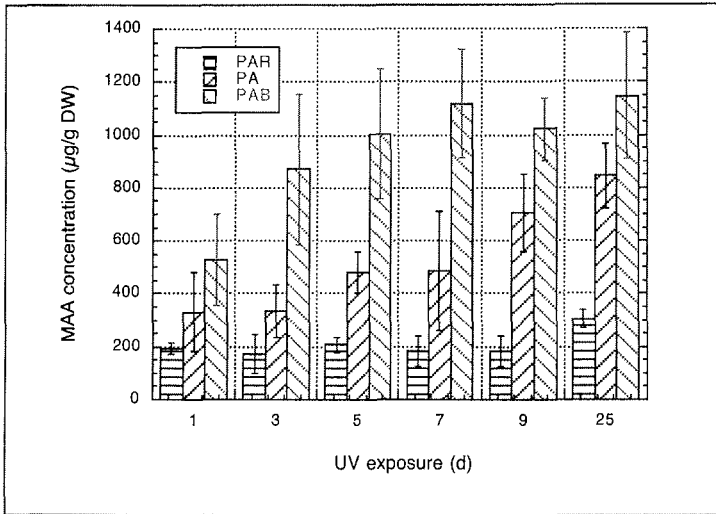 1400
1200
1000
800
600
400
200
0
MAA concentration (µg/g DW)
PAR
PA
PAB
1 3 5 7 9 25
UV exposure (d)